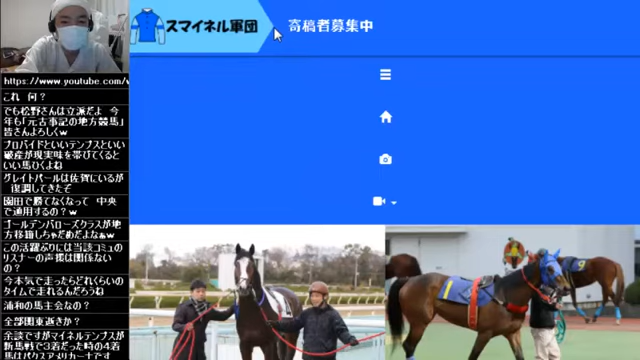 スマイネル軍団
寄稿者募集中
https://www.youtube.com/v
これ 何？
でも松野さんは立派だよ 今
年も「元古事記の地方競馬」
皆さんよろしくｗ
プロバイドといいテンプスといい
破産が現実味を帯びてくると
いい馬ひくよね
グレイトパールは佐賀にいるが
復調してきたぞ
園田で勝てなくなって 中央
で通用するの？ｗ
ゴールデンバローズクラスが地
方移籍しちゃだめだよなぁｗ
この活躍ぶりには当該コミュの
リスナーの声援は関係ない
の？
今本気で走ったらどれくらいの
タイムで走れるんだろうね
浦和の馬主会なの？
全部関東逝きか？
余談ですがマイネルテンプスが
新馬戦で3着だった時の4着
馬はパクスアメリカーナです